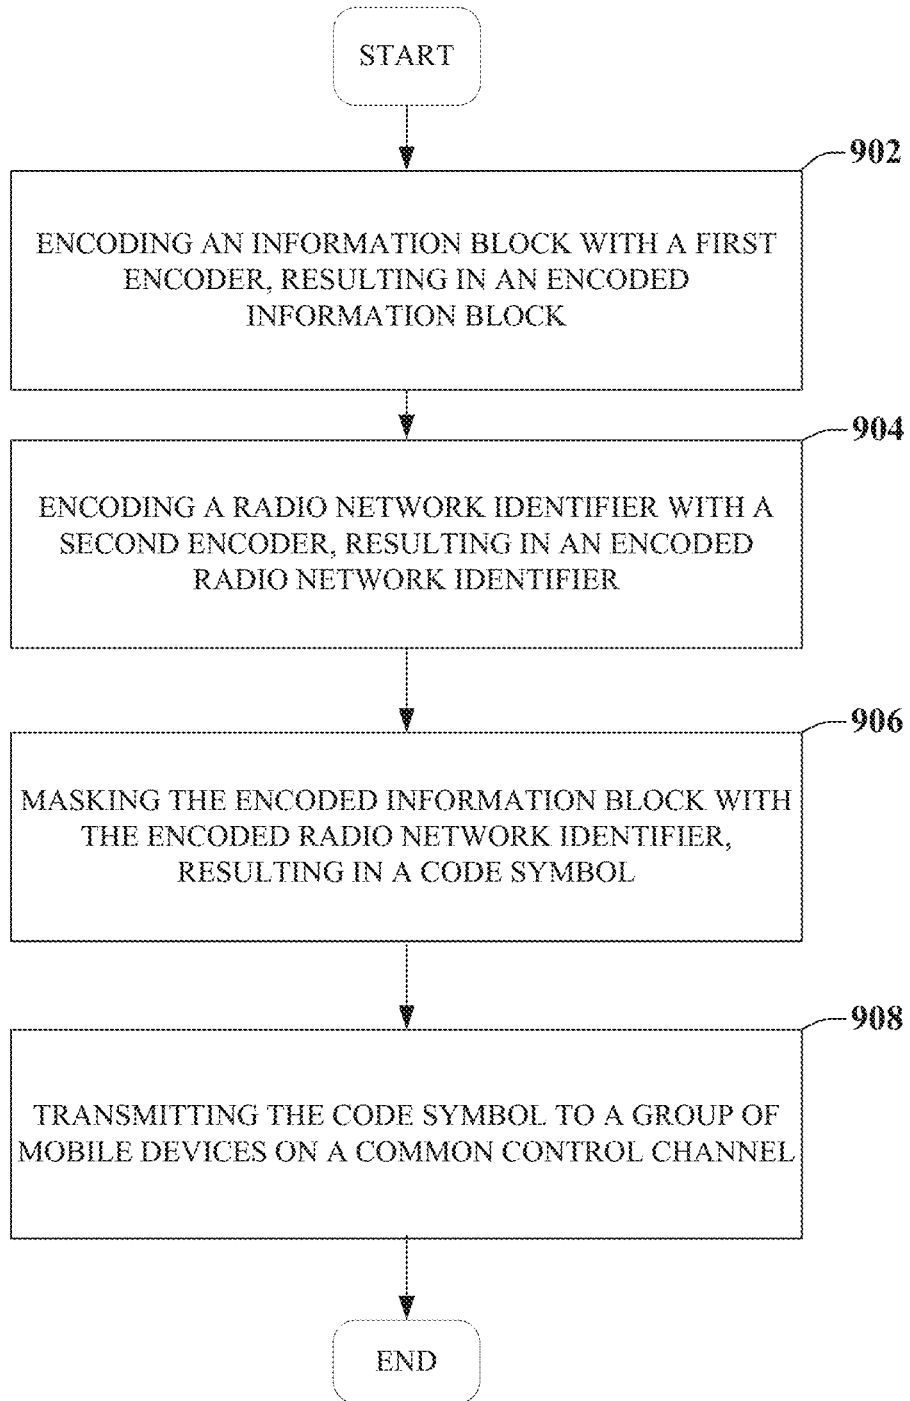 START
902
ENCODING AN INFORMATION BLOCK WITH A FIRST
ENCODER, RESULTING IN AN ENCODED
INFORMATION BLOCK
904
ENCODING A RADIO NETWORK IDENTIFIER WITH A
SECOND ENCODER, RESULTING IN AN ENCODED
RADIO NETWORK IDENTIFIER
906
MASKING THE ENCODED INFORMATION BLOCK WITH
THE ENCODED RADIO NETWORK IDENTIFIER,
RESULTING IN A CODE SYMBOL
908
TRANSMITTING THE CODE SYMBOL TO A GROUP OF
MOBILE DEVICES ON A COMMON CONTROL CHANNEL
END